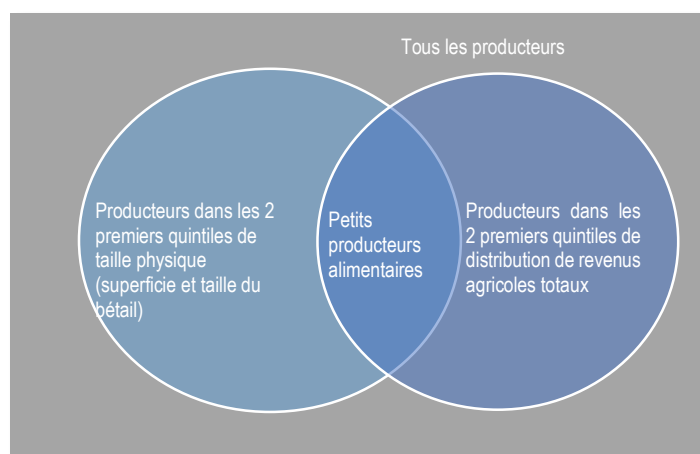 Tous les producteurs
Producteurs dans les 2
premiers quintiles de
taille physique
(superficie et taille du
bétail)
Petits
producteurs
alimentaires
Producteurs dans les
2 premiers quintiles de
distribution de revenus
agricoles totaux